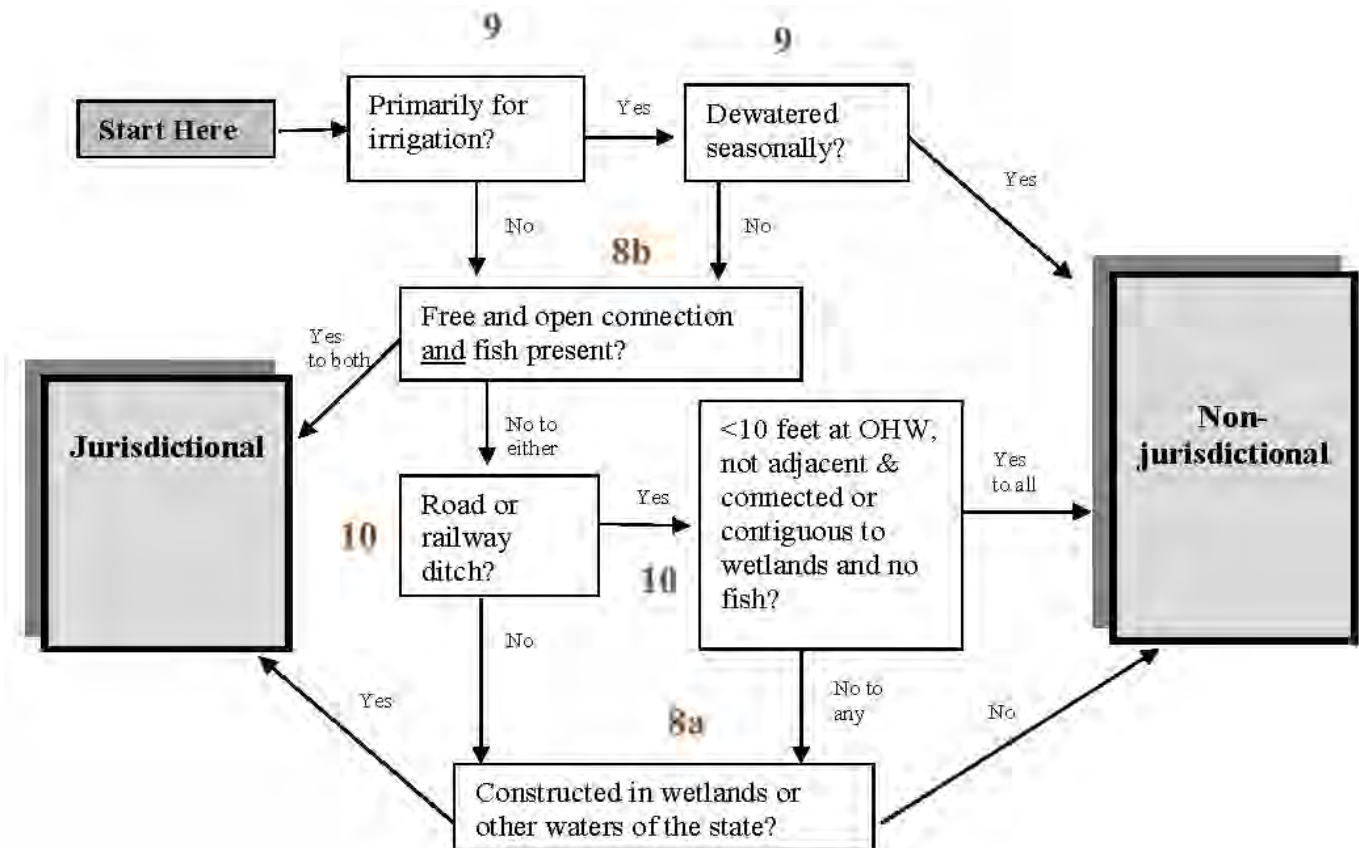 9
9
Start Here
Primarily for
irrigation?
Yes
Dewatered
seasonally?
Yes
No
No
8b
Free and open connection
and fish present?
Yes
to both
Jurisdictional
No to
either
<10 feet at OHW,
not adjacent &
connected or
contiguous to
wetlands and no
fish?
Yes
to all
Non-
jurisdictional
10
Road or
railway
ditch?
Yes
10
No
Yes
No to
any
No
8a
Constructed in wetlands or
other waters of the state?